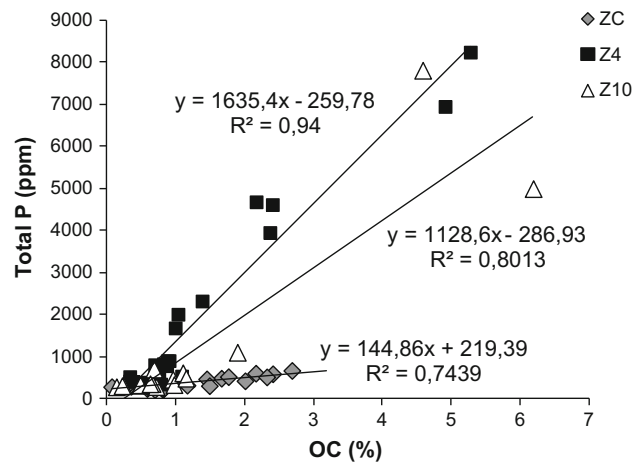 9000
8000
7000
6000
5000
4000
3000
2000
1000
0
Total P (ppm)
ZC
Z4
Z10
y = 1635,4x - 259,78
R² = 0,94
y = 1128,6x - 286,93
R² = 0,8013
y = 144,86x + 219,39
R² = 0,7439
0 1 2 3 4 5 6 7
OC (%)